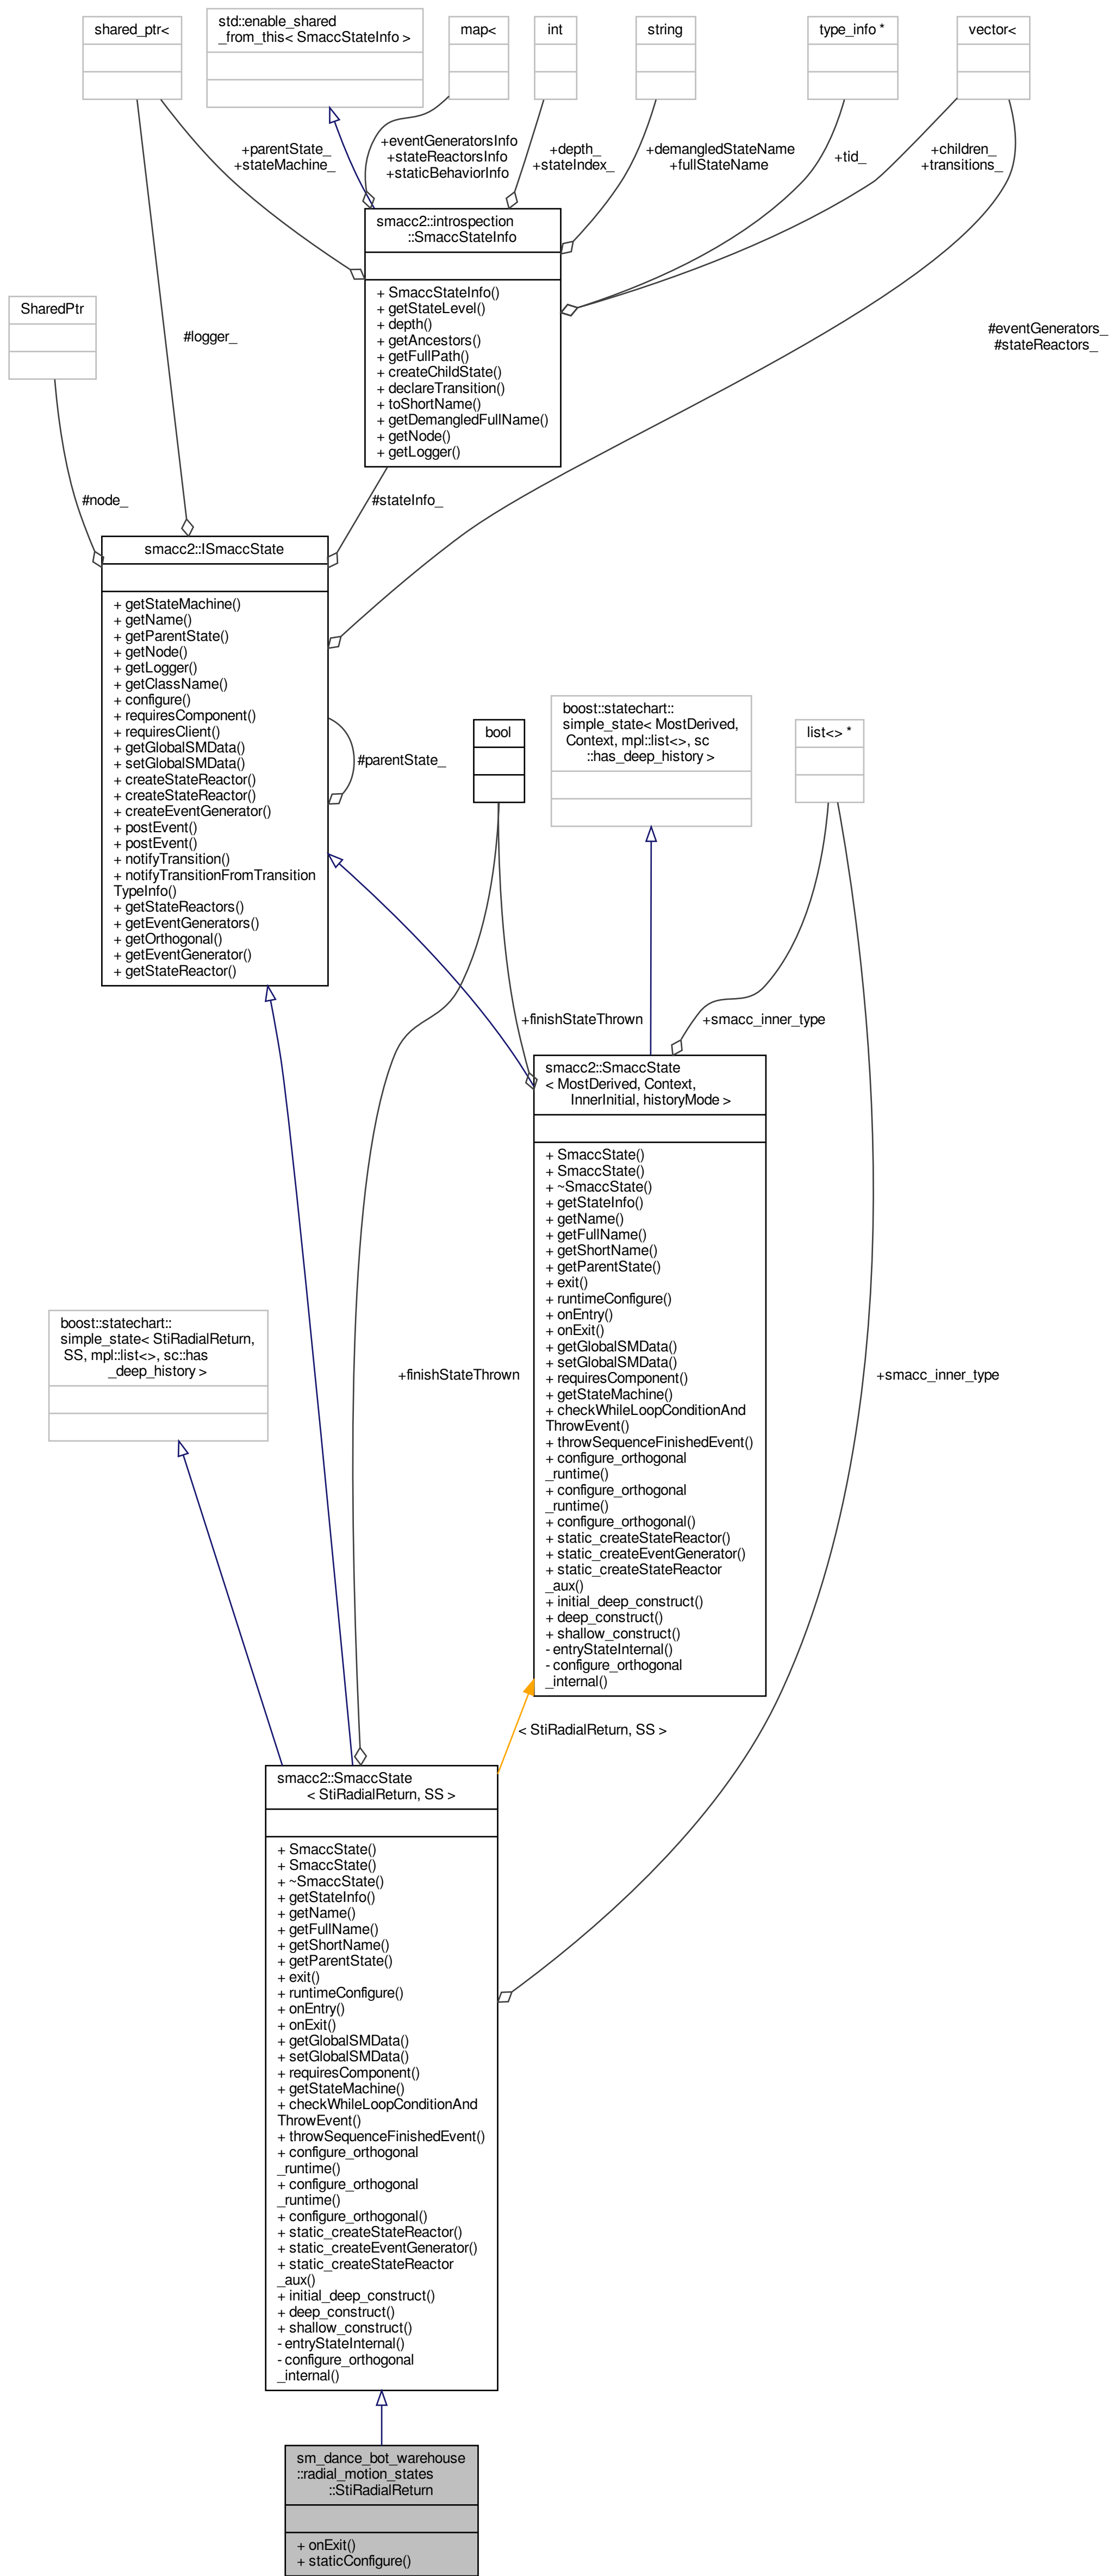 shared_ptr<
std::enable_shared
_from_this< SmaccStateInfo >
map<
int
string
type_info *
vector<
+parentState_
+stateMachine_
+eventGeneratorsInfo
+stateReactorsInfo
+staticBehaviorInfo
+depth_
+stateIndex_
+demangledStateName
+fullStateName
+tid_
+children_
+transitions_
smacc2::introspection
::SmaccStateInfo
+ SmaccStateInfo()
+ getStateLevel()
+ depth()
+ getAncestors()
+ getFullPath()
+ createChildState()
+ declareTransition()
+ toShortName()
+ getDemangledFullName()
+ getNode()
+ getLogger()
SharedPtr
#logger_
#eventGenerators_
#stateReactors_
#node_
#stateInfo_
smacc2::ISmaccState
+ getStateMachine()
+ getName()
+ getParentState()
+ getNode()
+ getLogger()
+ getClassName()
+ configure()
+ requiresComponent()
+ requiresClient()
+ getGlobalSMData()
+ setGlobalSMData()
+ createStateReactor()
+ createStateReactor()
+ createEventGenerator()
+ postEvent()
+ postEvent()
+ notifyTransition()
+ notifyTransitionFromTransition
TypeInfo()
+ getStateReactors()
+ getEventGenerators()
+ getOrthogonal()
+ getEventGenerator()
+ getStateReactor()
#parentState_
bool
boost::statechart::
simple_state< MostDerived,
Context, mpl::list<>, sc
::has_deep_history >
list<> *
+finishStateThrown
+smacc_inner_type
smacc2::SmaccState
< MostDerived, Context,
InnerInitial, historyMode >
+ SmaccState()
+ SmaccState()
+ ~SmaccState()
+ getStateInfo()
+ getName()
+ getFullName()
+ getShortName()
+ getParentState()
+ exit()
+ runtimeConfigure()
+ onEntry()
+ onExit()
+ getGlobalSMData()
+ setGlobalSMData()
+ requiresComponent()
+ getStateMachine()
+ checkWhileLoopConditionAnd
ThrowEvent()
+ throwSequenceFinishedEvent()
+ configure_orthogonal
_runtime()
+ configure_orthogonal
_runtime()
+ configure_orthogonal()
+ static_createStateReactor()
+ static_createEventGenerator()
+ static_createStateReactor
_aux()
+ initial_deep_construct()
+ deep_construct()
+ shallow_construct()
- entryStateInternal()
- configure_orthogonal
_internal()
boost::statechart::
simple_state< StiRadialReturn,
SS, mpl::list<>, sc::has
_deep_history >
+finishStateThrown
+smacc_inner_type
< StiRadialReturn, SS >
smacc2::SmaccState
< StiRadialReturn, SS >
+ SmaccState()
+ SmaccState()
+ ~SmaccState()
+ getStateInfo()
+ getName()
+ getFullName()
+ getShortName()
+ getParentState()
+ exit()
+ runtimeConfigure()
+ onEntry()
+ onExit()
+ getGlobalSMData()
+ setGlobalSMData()
+ requiresComponent()
+ getStateMachine()
+ checkWhileLoopConditionAnd
ThrowEvent()
+ throwSequenceFinishedEvent()
+ configure_orthogonal
_runtime()
+ configure_orthogonal
_runtime()
+ configure_orthogonal()
+ static_createStateReactor()
+ static_createEventGenerator()
+ static_createStateReactor
_aux()
+ initial_deep_construct()
+ deep_construct()
+ shallow_construct()
- entryStateInternal()
- configure_orthogonal
_internal()
sm_dance_bot_warehouse
::radial_motion_states
::StiRadialReturn
+ onExit()
+ staticConfigure()